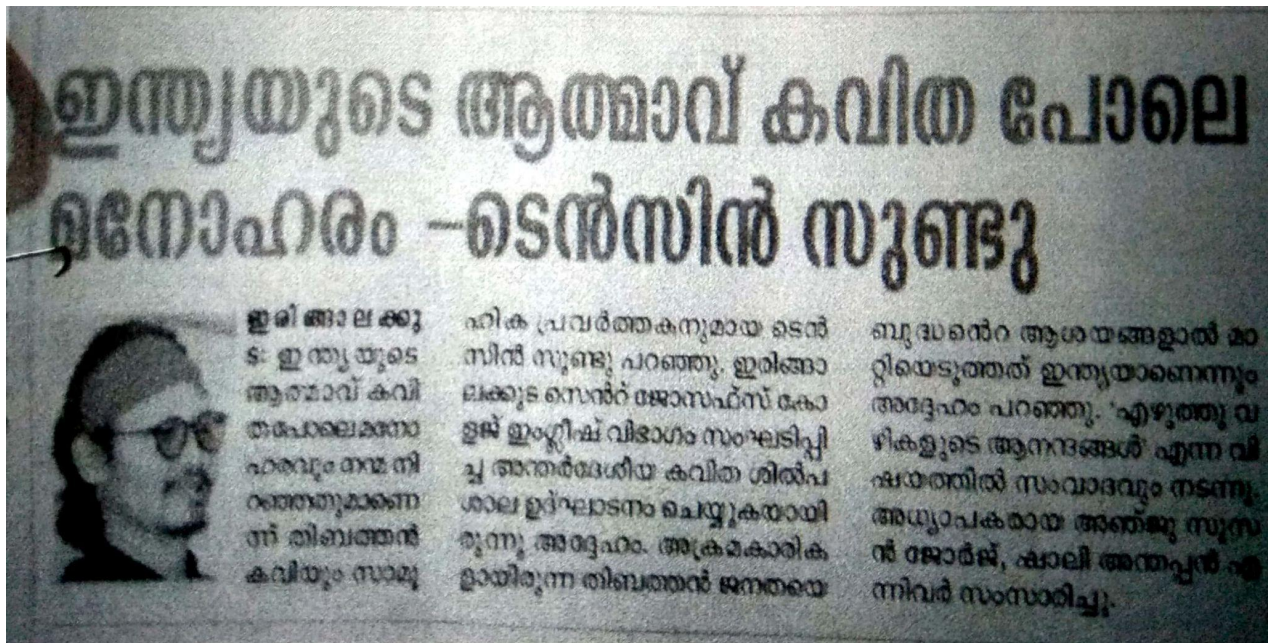 ഇന്ത്യയുടെ ആത്മാവ് കവിത പോലെ
മനോഹരം –ടെൻസിൻ സുണ്ടു
ഇരിങ്ങാലക്കു
ട: ഇന്ത്യയുടെ
ആത്മാവ് കവി
തപോലെമനോ
ഹരവും നന്മ നി
റഞ്ഞതുമാണെ
ന്ന് തിബത്തൻ
കവിയും സാമൂ
ഹിക പ്രവർത്തകനുമായ ടെൻ
സിൻ സുണ്ടു പറഞ്ഞു. ഇരിങ്ങാ
ലക്കുട സെൻറ് ജോസഫ്സ് കോ
ളജ് ഇംഗ്ലീഷ് വിഭാഗം സംഘടിപ്പി
ച്ച അന്തർദേശീയ കവിത ശിൽപ
ശാല ഉദ്ഘാടനം ചെയ്യുകയായി
രുന്നു അദ്ദേഹം. അക്രമകാരിക
ളായിരുന്ന തിബത്തൻ ജനതയെ
ബുദ്ധൻെറ ആശയങ്ങളാൽ മാ
റ്റിയെടുത്തത് ഇന്ത്യയാണെന്നും
അദ്ദേഹം പറഞ്ഞു. 'എഴുത്തു വ
ഴികളുടെ ആനന്ദങ്ങൾ' എന്ന വി
ഷയത്തിൽ സംവാദവും നടന്നു.
അധ്യാപകരായ അഞ്ജു സൂസ
ൻ ജോർജ്, ഷാലി അന്തപ്പൻ എ
ന്നിവർ സംസാരിച്ചു.